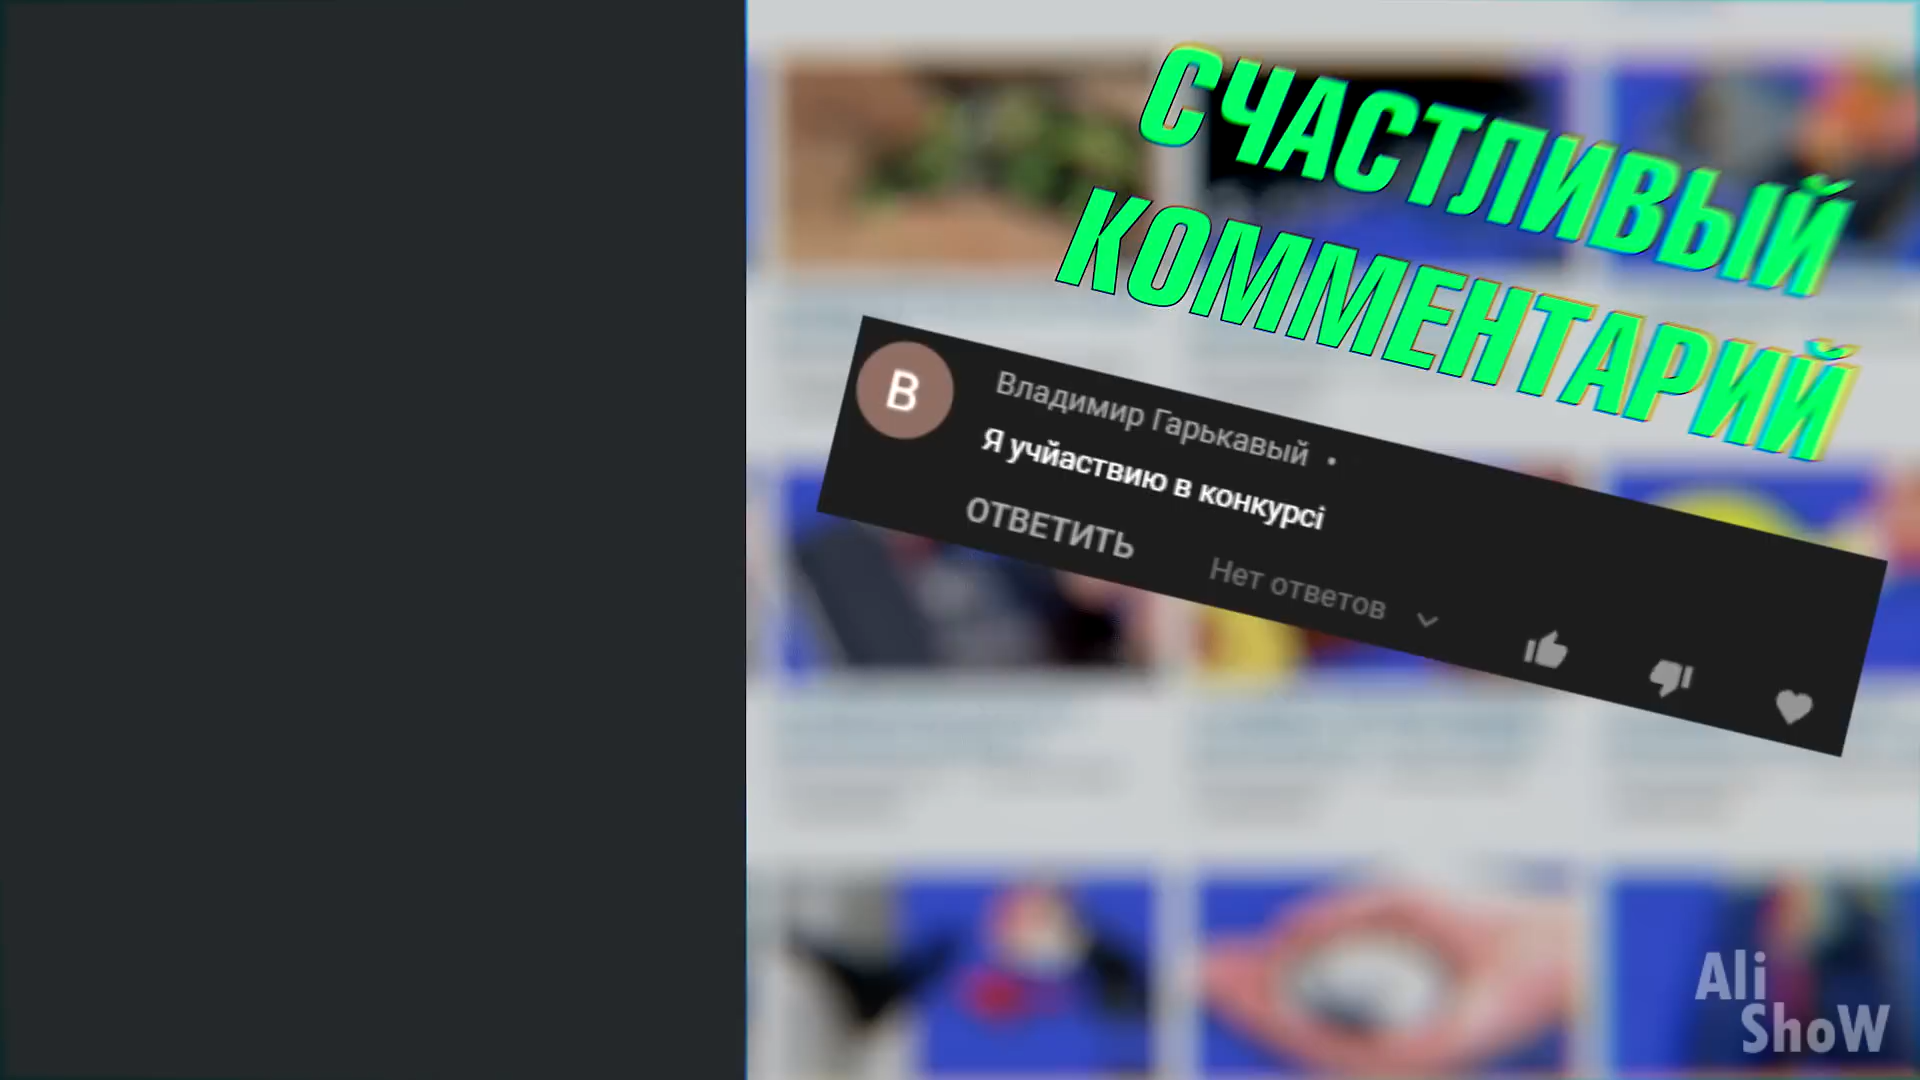 СЧАСТЛИВЫЙ
КОММЕНТАРИЙ
В
Владимир Гарькавый •
Я учйаствию в конкурсі
ОТВЕТИТЬ
Нет ответов
Ali
ShoW